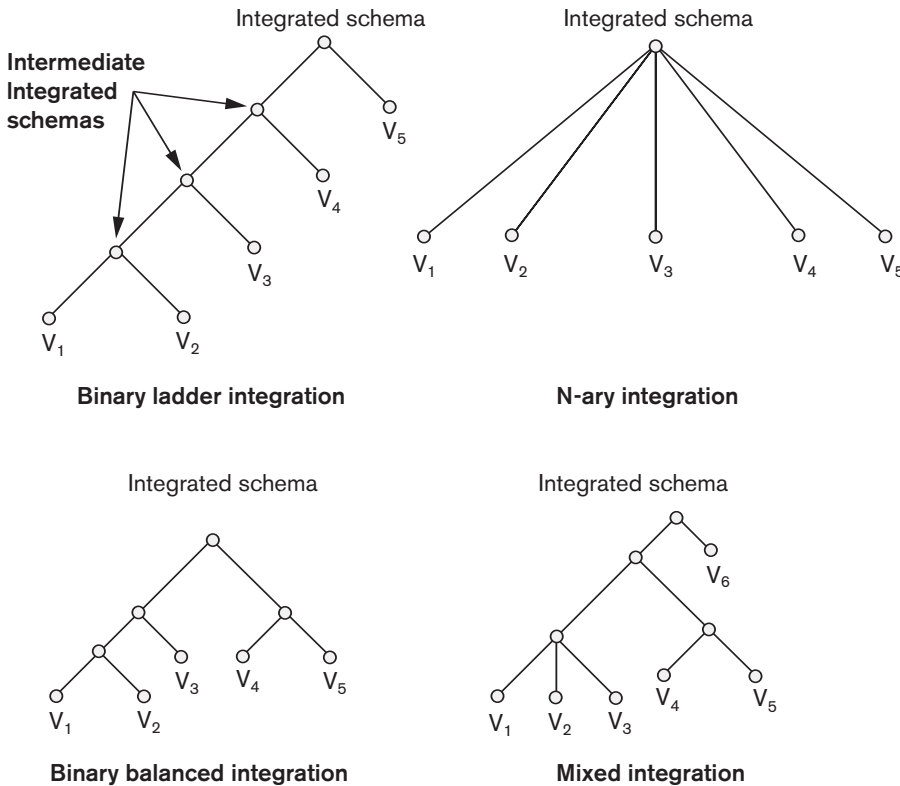 Integrated schema
Intermediate
Integrated
schemas
V5
V4
V3
V1
V2
Binary ladder integration
Integrated schema
V1
V2
V3
V4
V5
N-ary integration
Integrated schema
V3
V4
V5
V1
V2
Binary balanced integration
Integrated schema
V6
V4
V5
V1
V2
V3
Mixed integration